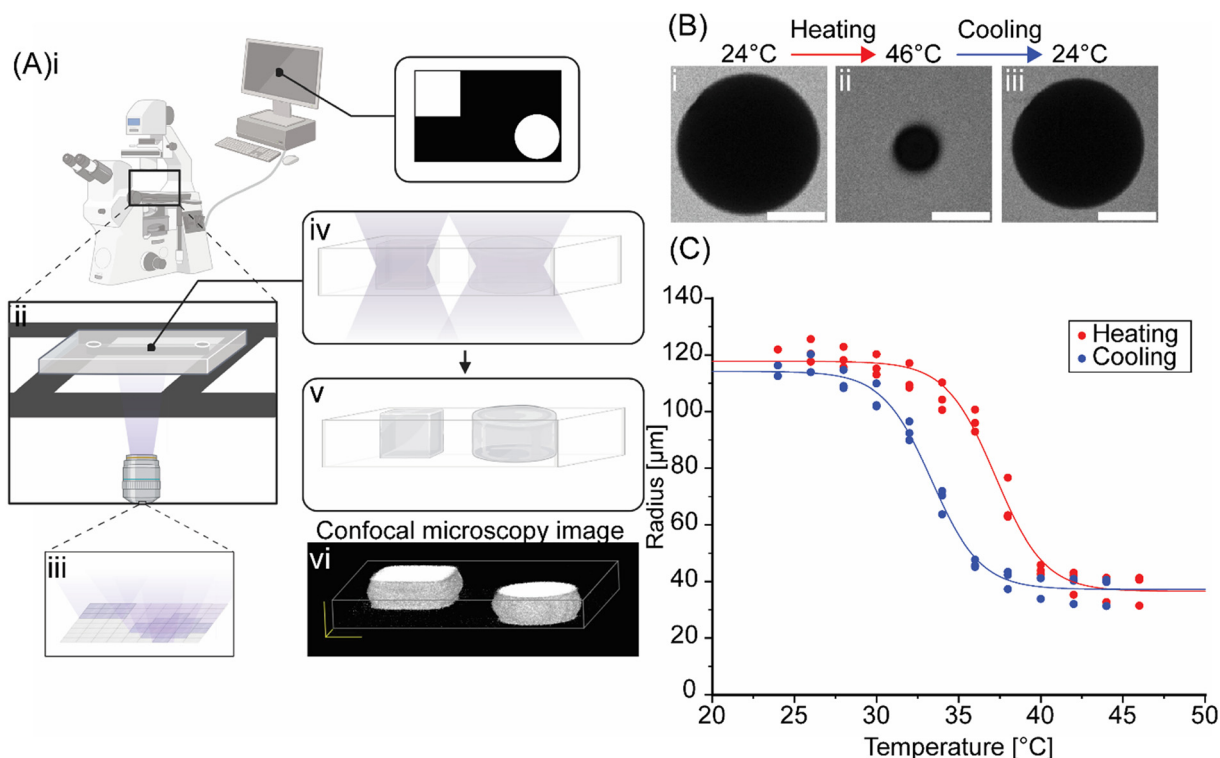 (A)i
ii
iii
iv
v
Confocal microscopy image
vi
(B)
Heating
Cooling
24°C
46°C
24°C
i
ii
iii
(C)
Radius [µm]
140
120
100
80
60
40
20
0
Heating
Cooling
20
25
30
35
40
45
50
Temperature [°C]